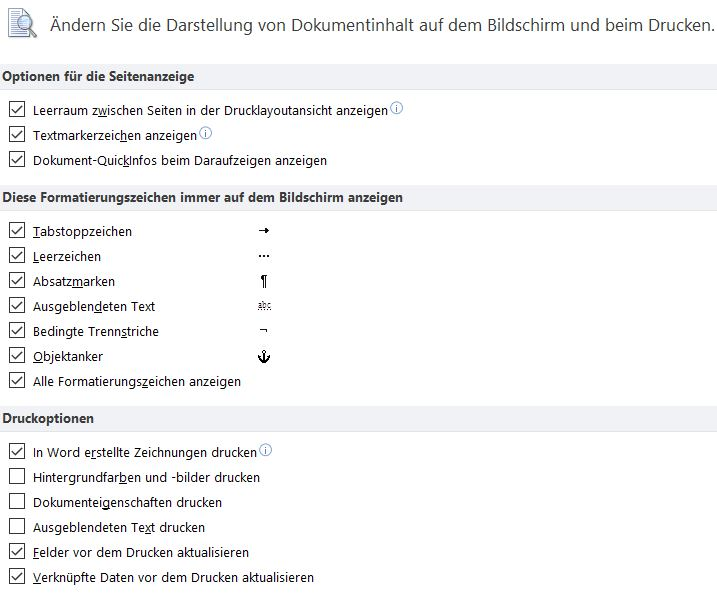 Ändern Sie die Darstellung von Dokumentinhalt auf dem Bildschirm und beim Drucken.
Optionen für die Seitenanzeige
Leerraum zwischen Seiten in der Drucklayoutansicht anzeigen
Textmarkerzeichen anzeigen
Dokument-QuickInfos beim Daraufzeigen anzeigen
Diese Formatierungszeichen immer auf dem Bildschirm anzeigen
Tabstoppzeichen →
Leerzeichen ···
Absatzmarken ¶
Ausgeblendeten Text abc
Bedingte Trennstriche ¬
Objektanker
Alle Formatierungszeichen anzeigen
Druckoptionen
In Word erstellte Zeichnungen drucken
Hintergrundfarben und -bilder drucken
Dokumenteigenschaften drucken
Ausgeblendeten Text drucken
Felder vor dem Drucken aktualisieren
Verknüpfte Daten vor dem Drucken aktualisieren